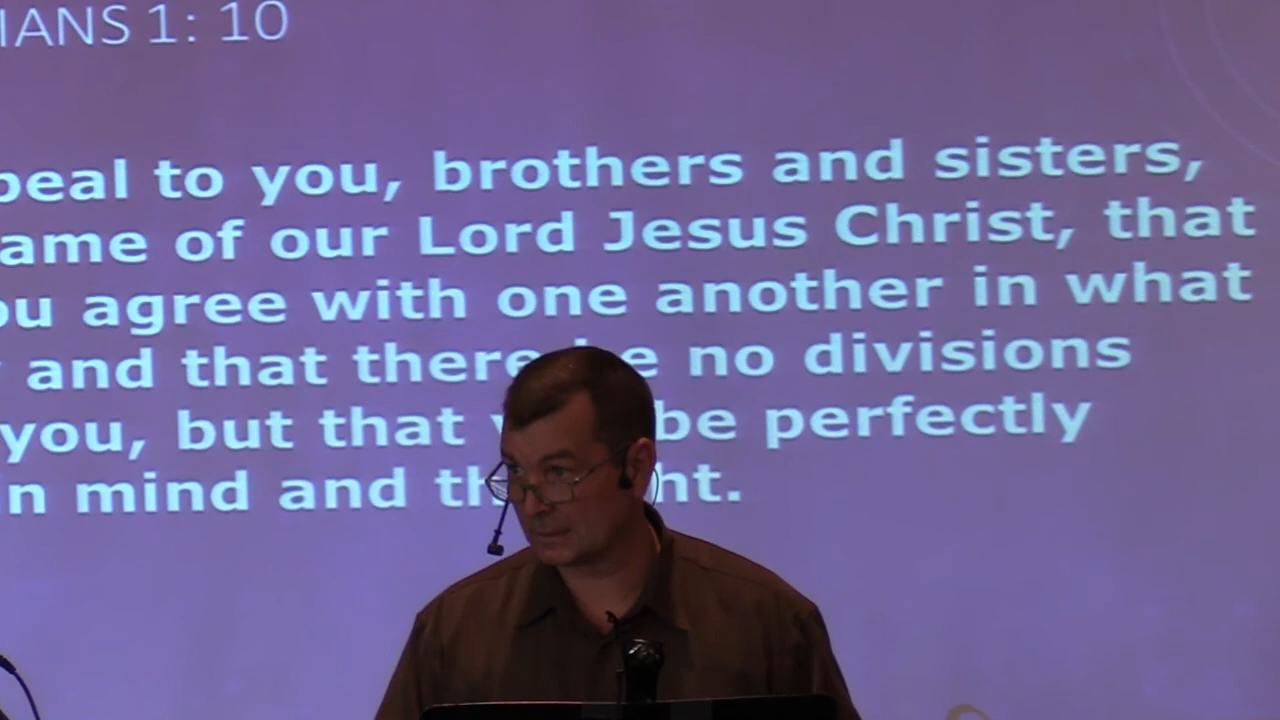 IANS 1: 10
peal to you, brothers and sisters,
ame of our Lord Jesus Christ, that
ou agree with one another in what
and that there be no divisions
you, but that be perfectly
n mind and th ht.